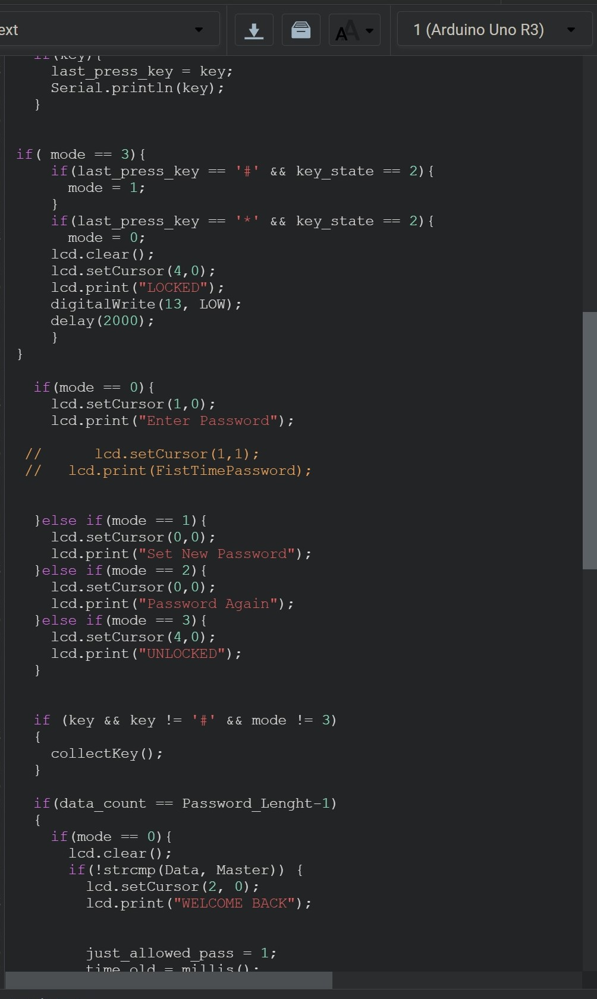 ext
1 (Arduino Uno R3)
if(key){
last_press_key = key;
Serial.println(key);
}
if( mode == 3){
if(last_press_key == '#' && key_state == 2){
mode = 1;
}
if(last_press_key == '*' && key_state == 2){
mode = 0;
lcd.clear();
lcd.setCursor(4,0);
lcd.print("LOCKED");
digitalWrite(13, LOW);
delay(2000);
}
}
if(mode == 0){
lcd.setCursor(1,0);
lcd.print("Enter Password");
// lcd.setCursor(1,1);
// lcd.print(FistTimePassword);
}else if(mode == 1){
lcd.setCursor(0,0);
lcd.print("Set New Password");
}else if(mode == 2){
lcd.setCursor(0,0);
lcd.print("Password Again");
}else if(mode == 3){
lcd.setCursor(4,0);
lcd.print("UNLOCKED");
}
if (key && key != '#' && mode != 3)
{
collectKey();
}
if(data_count == Password_Lenght-1)
{
if(mode == 0){
lcd.clear();
if(!strcmp(Data, Master)) {
lcd.setCursor(2, 0);
lcd.print("WELCOME BACK");
just_allowed_pass = 1;
time_old = millis();